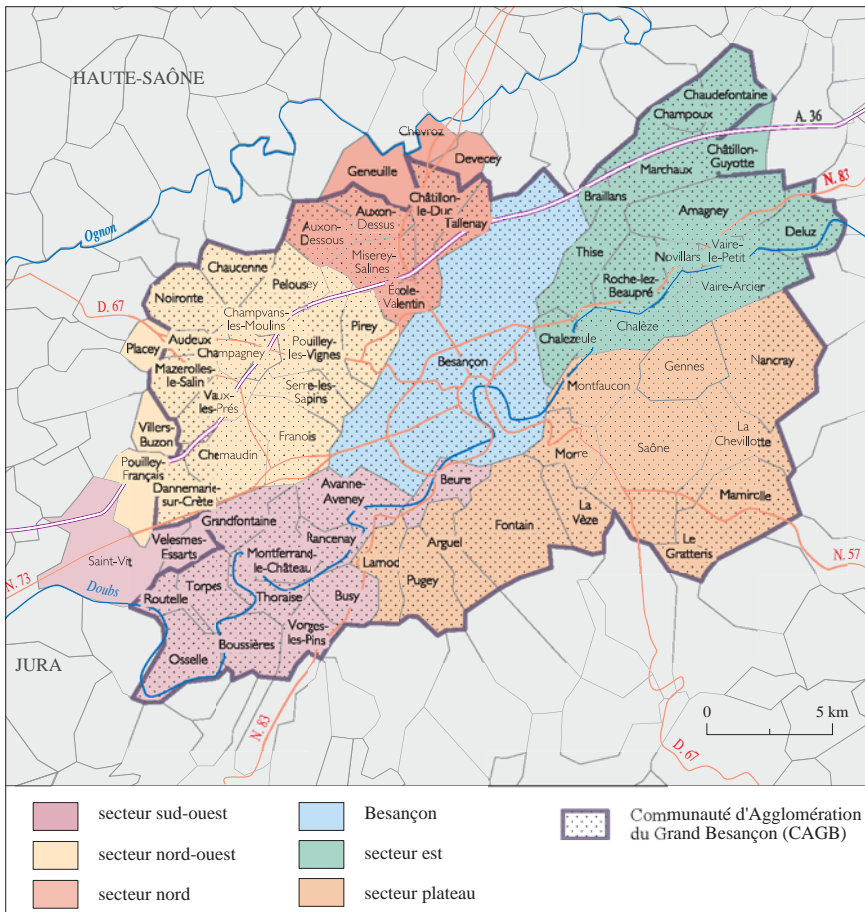 HAUTE-SAÔNE
Chaudefontaine
Champoux
A. 36
Chevroz
Devecey
Châtillon-
Guyotte
Geneuille
Marchaux
N. 83
Châtillon-
le-Duc
Braillans
Auxon-
Dessus
Amagney
Auxon-
Dessous
Tallenay
Ognon
Deluz
Vaire-
le-Petit
Thise
Novillars
Miserey-
Salines
Chaucenne
Roche-lez-
Beaupré
Pelousey
École-
Valentin
Vaire-Arcier
Noironte
D. 67
Champvans-
les-Moulins
Pirey
Chalèze
Audeux
Pouilley-
les-Vignes
Chalezeule
Placey
Champagney
Besançon
Nancray
Gennes
Mazerolles-
le-Salin
Montfaucon
Serre-les-
Sapins
Vaux-
les-Prés
Villers-
Buzon
La
Chevillotte
Franois
Saône
Chemaudin
Morre
Pouilley-
Français
Avanne-
Aveney
Beure
Dannemarie-
sur-Crète
Mamirolle
La
Vèze
Grandfontaine
Fontain
Velesmes-
Essarts
Rancenay
Arguel
Le
Gratteris
Saint-Vit
Montferrand-
le-Château
Larnod
N. 57
N. 73
Torpes
Pugey
Doubs
Routelle
Thoraise
Busy
Vorges-
les-Pins
Boussières
Osselle
JURA
N. 83
0 5 km
D. 67
secteur sud-ouest
Besançon
Communauté d'Agglomération
du Grand Besançon (CAGB)
secteur nord-ouest
secteur est
secteur nord
secteur plateau